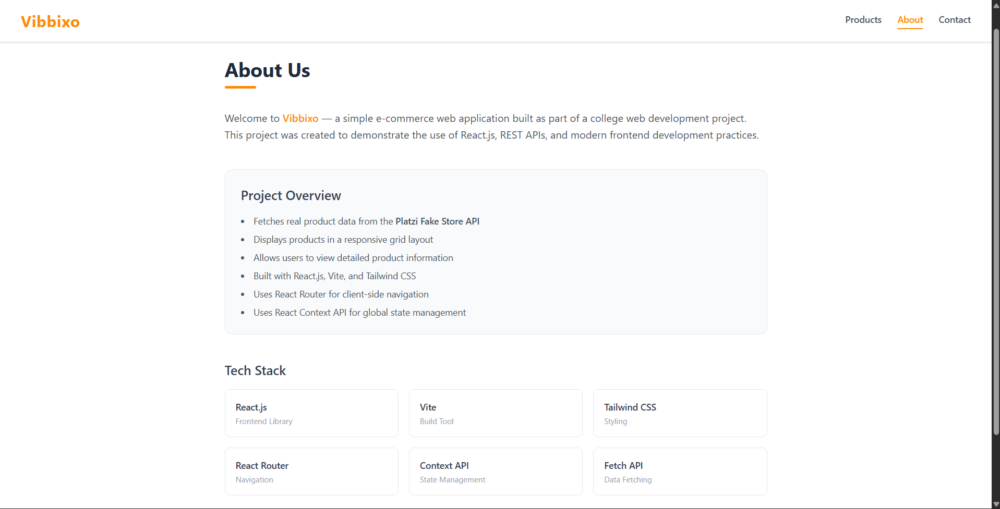 Vibbixo
Products
About
Contact
About Us
Welcome to Vibbixo — a simple e-commerce web application built as part of a college web development project.
This project was created to demonstrate the use of React.js, REST APIs, and modern frontend development practices.
Project Overview
• Fetches real product data from the Platzi Fake Store API
• Displays products in a responsive grid layout
• Allows users to view detailed product information
• Built with React.js, Vite, and Tailwind CSS
• Uses React Router for client-side navigation
• Uses React Context API for global state management
Tech Stack
React.js
Frontend Library
Vite
Build Tool
Tailwind CSS
Styling
React Router
Navigation
Context API
State Management
Fetch API
Data Fetching